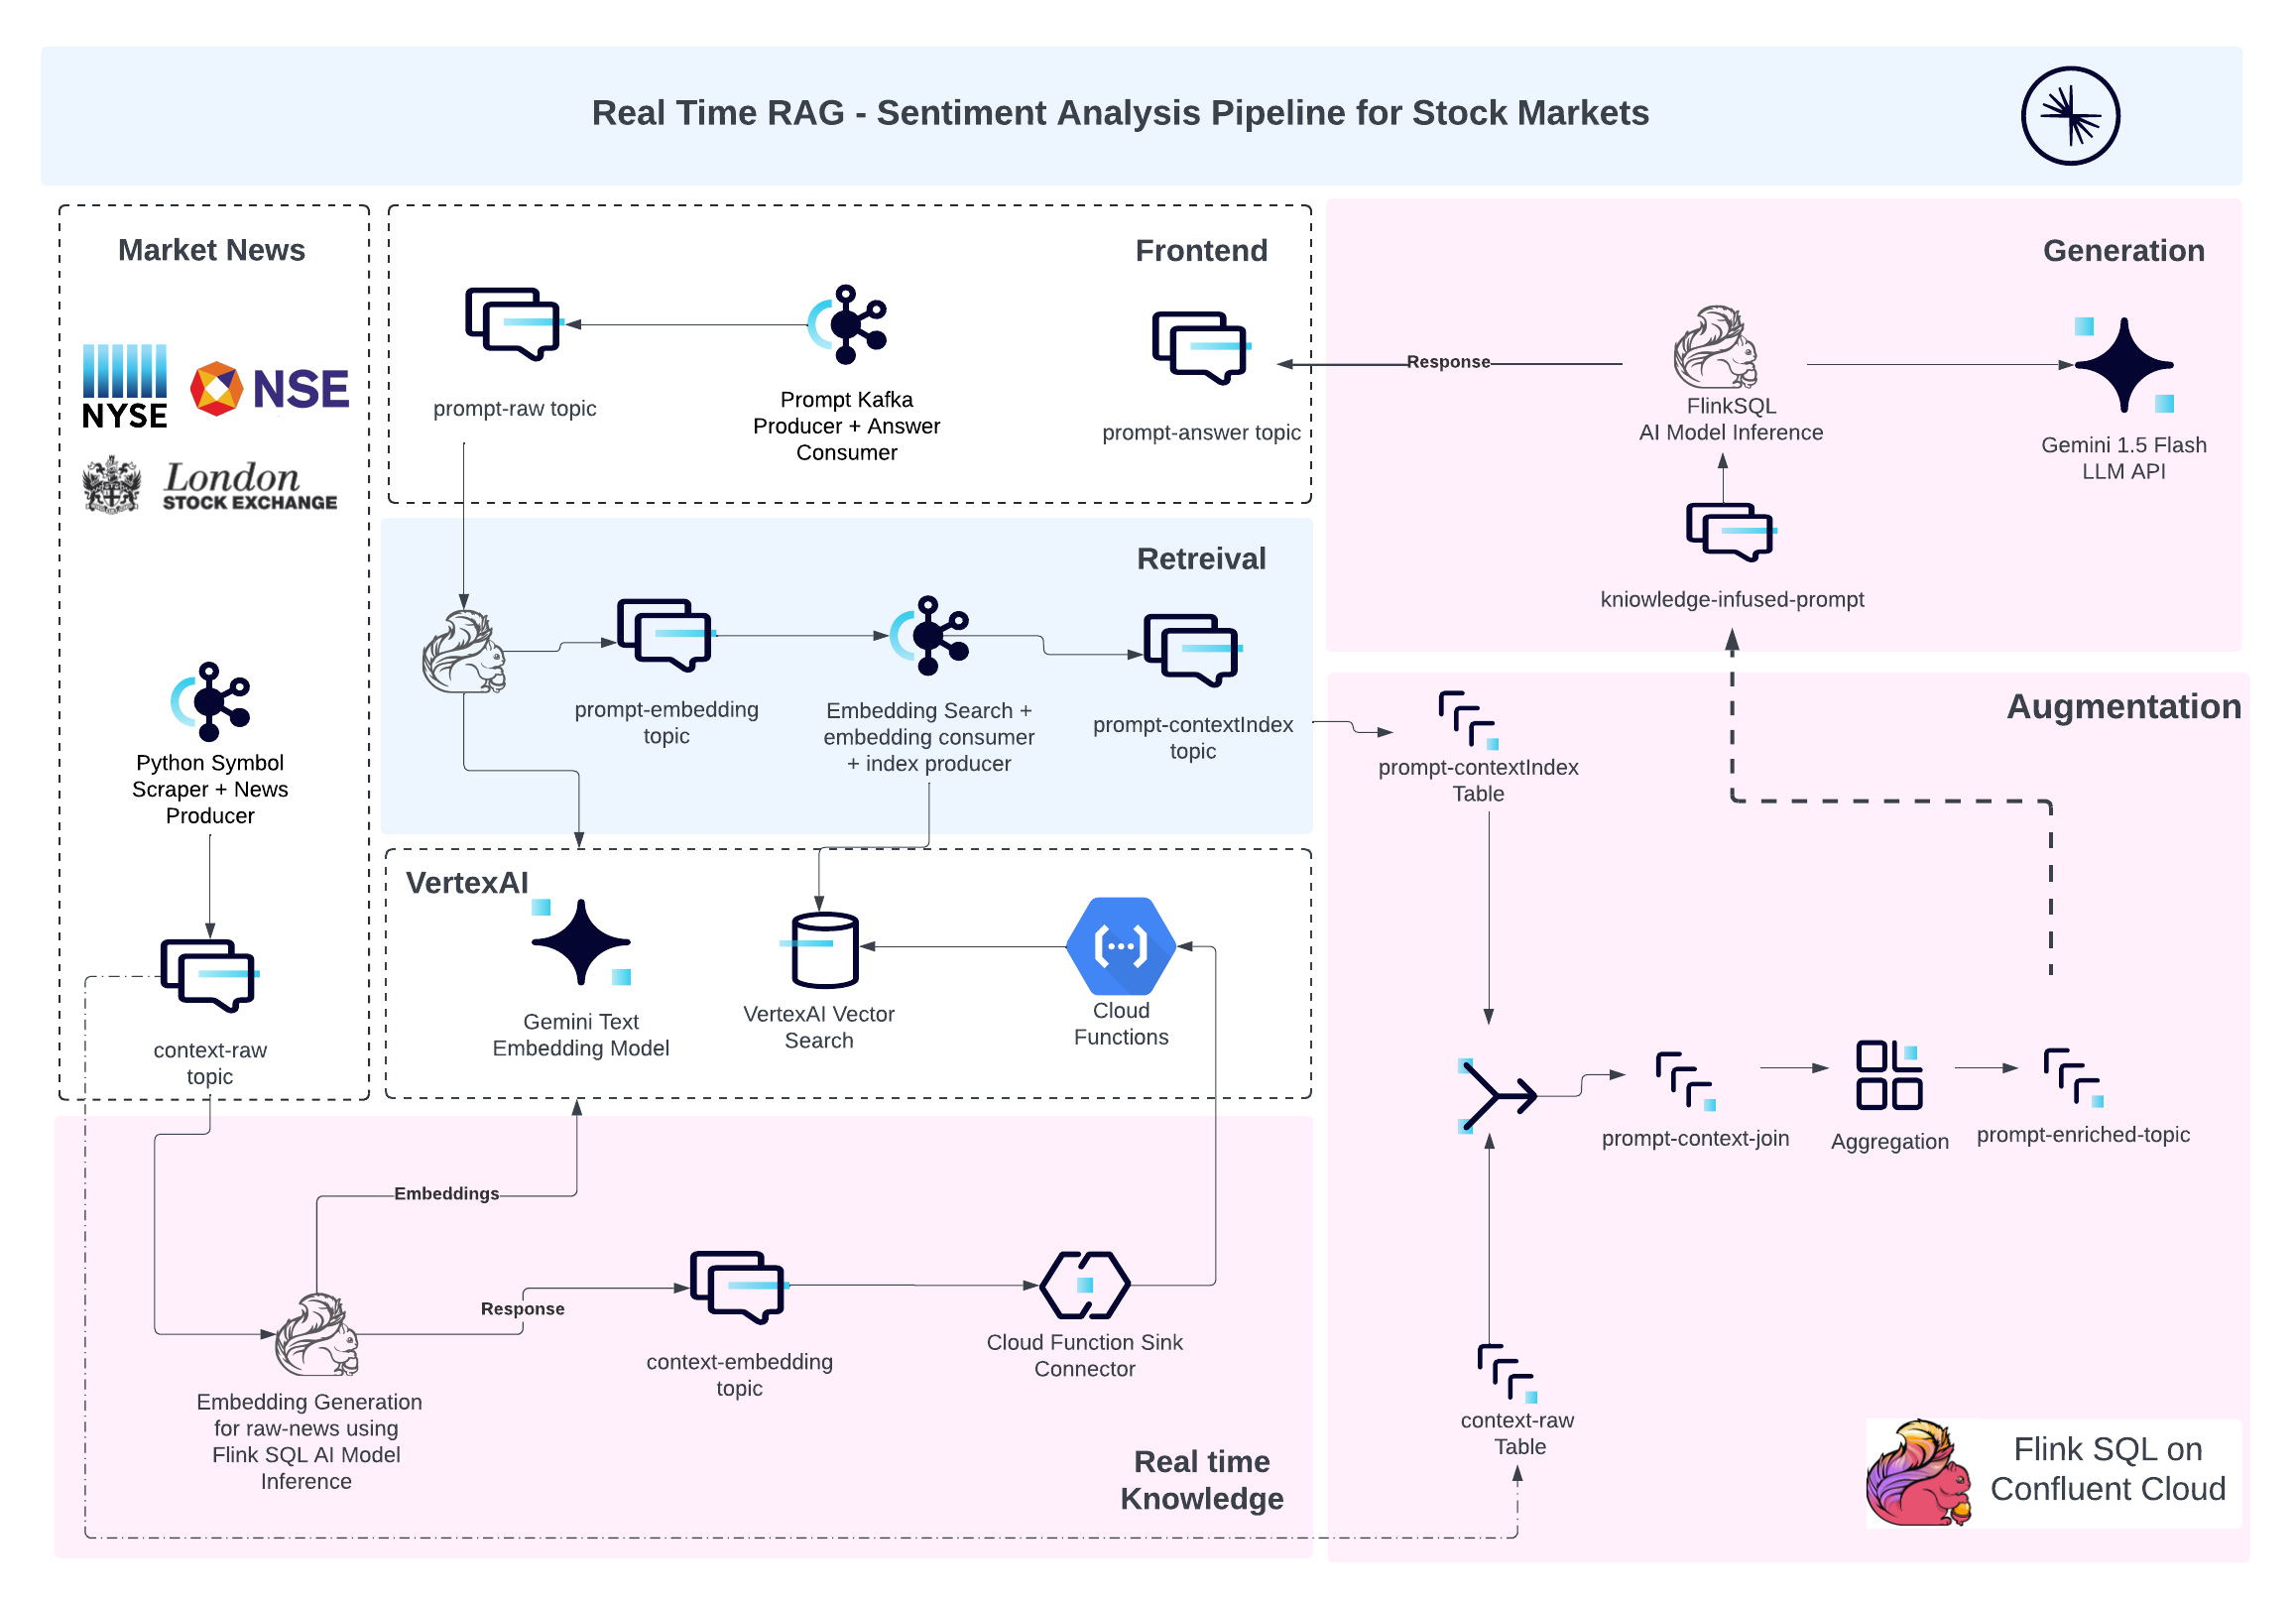 Real Time RAG - Sentiment Analysis Pipeline for Stock Markets
Market News
NYSE
NSE
London
STOCK EXCHANGE
Python Symbol
Scraper + News
Producer
context-raw
topic
Frontend
prompt-raw topic
Prompt Kafka
Producer + Answer
Consumer
prompt-answer topic
Generation
Response
FlinkSQL
AI Model Inference
Gemini 1.5 Flash
LLM API
kniowledge-infused-prompt
Retreival
prompt-embedding
topic
Embedding Search +
embedding consumer
+ index producer
prompt-contextIndex
topic
VertexAI
Gemini Text
Embedding Model
VertexAI Vector
Search
Cloud
Functions
Augmentation
prompt-contextIndex
Table
prompt-context-join
Aggregation
prompt-enriched-topic
context-raw
Table
Flink SQL on
Confluent Cloud
Embeddings
Response
Embedding Generation
for raw-news using
Flink SQL AI Model
Inference
context-embedding
topic
Cloud Function Sink
Connector
Real time
Knowledge